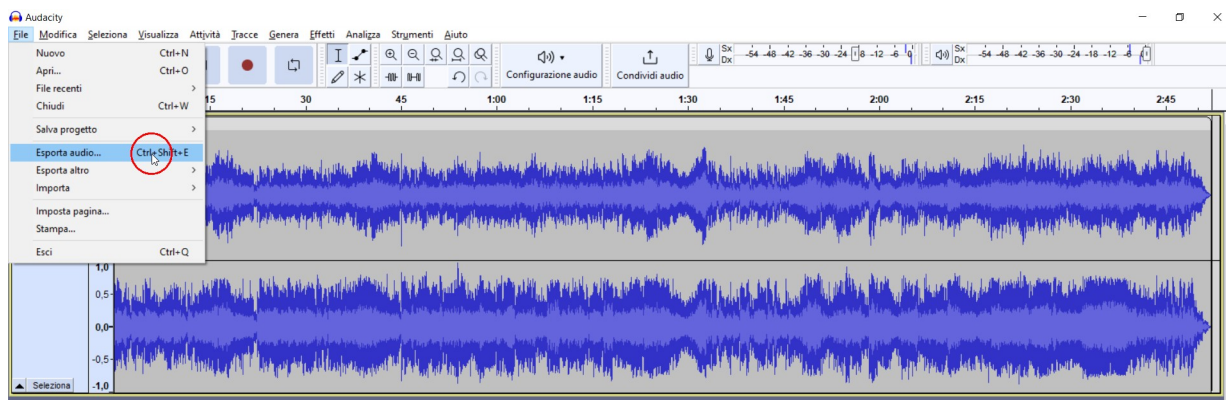 Audacity
File Modifica Seleziona Visualizza Attività Tracce Genera Effetti Analizza Strumenti Aiuto
Nuovo Ctrl+N
Apri... Ctrl+O
File recenti
Chiudi Ctrl+W
Salva progetto
Esporta audio... Ctrl+Shift+E
Esporta altro
Importa
Imposta pagina...
Stampa...
Esci Ctrl+Q
Configurazione audio
Condividi audio
Sx
Dx
-54 -48 -42 -36 -30 -24 8 -12 -6 0
Sx
Dx
-54 -48 -42 -36 -30 -24 -18 -12 -6
15 30 45 1:00 1:15 1:30 1:45 2:00 2:15 2:30 2:45
1,0
0,5
0,0
-0,5
-1,0
Seleziona